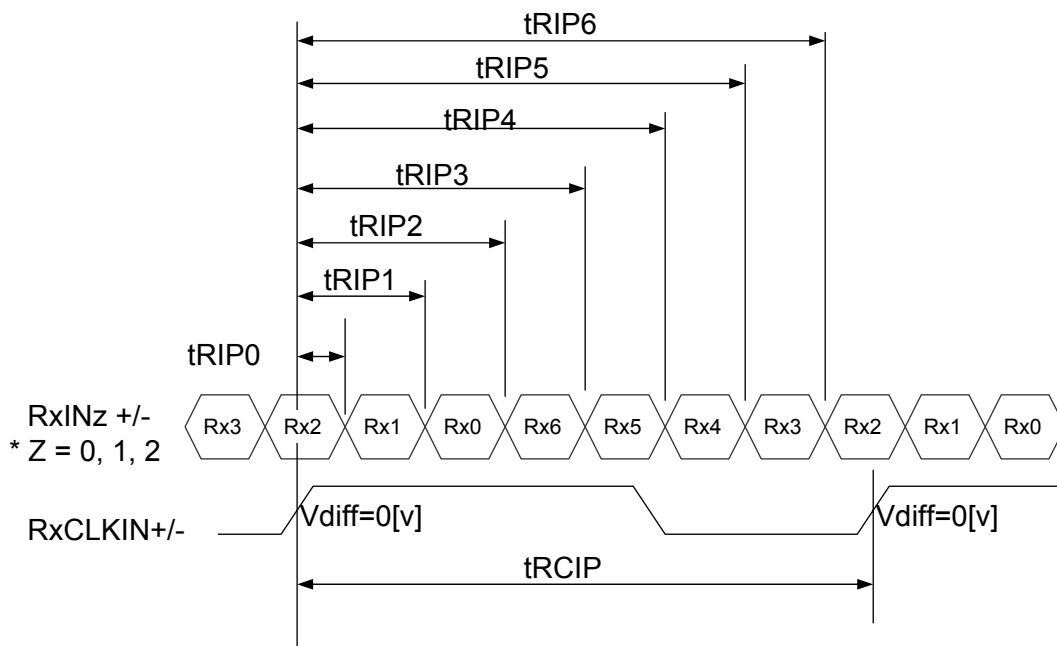 tRIP6
tRIP5
tRIP4
tRIP3
tRIP2
tRIP1
tRIP0
RxINz +/-
* Z = 0, 1, 2
Rx3 Rx2 Rx1 Rx0 Rx6 Rx5 Rx4 Rx3 Rx2 Rx1 Rx0
RxCLKIN+/-
Vdiff=0[v] Vdiff=0[v]
tRCIP